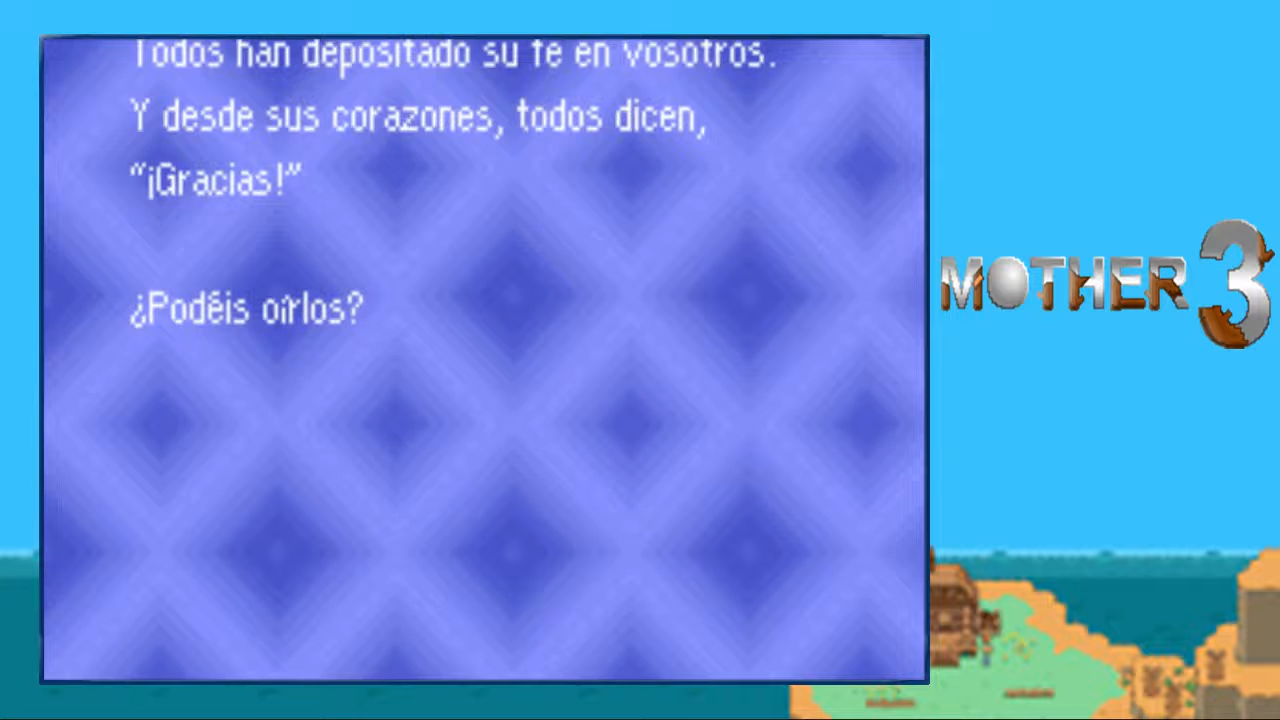 Todos han depositado su fe en vosotros.
Y desde sus corazones, todos dicen,
“¡Gracias!”
¿Podéis oírlos?
MOTHER 3